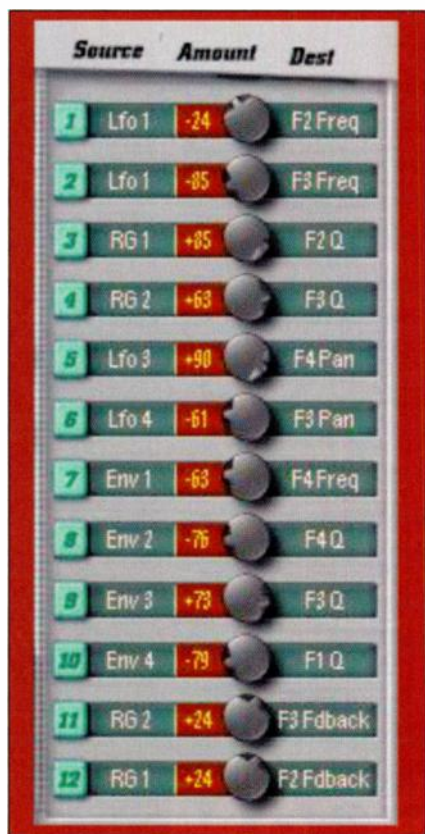 Source Amount Dest
1 Lfo 1 -24 F2 Freq
2 Lfo 1 -85 F3 Freq
3 RG 1 +85 F2 Q
4 RG 2 +63 F3 Q
5 Lfo 3 +90 F4 Pan
6 Lfo 4 -61 F3 Pan
7 Env 1 -63 F4 Freq
8 Env 2 -76 F4 Q
9 Env 3 +73 F3 Q
10 Env 4 -79 F1 Q
11 RG 2 +24 F3 Fdback
12 RG 1 +24 F2 Fdback